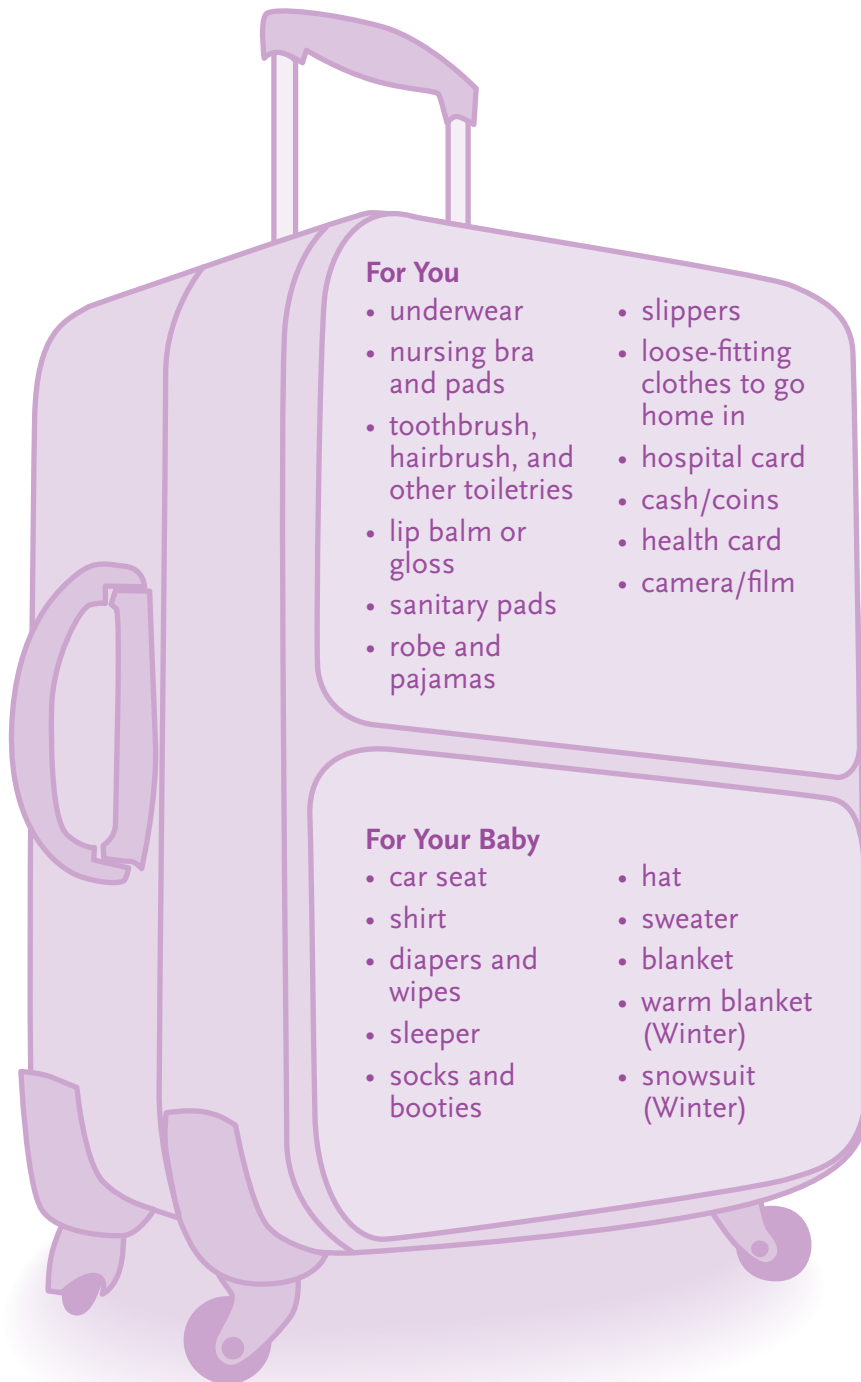 For You
• underwear
• nursing bra
and pads
• toothbrush,
hairbrush, and
other toiletries
• lip balm or
gloss
• sanitary pads
• robe and
pajamas
• slippers
• loose-fitting
clothes to go
home in
• hospital card
• cash/coins
• health card
• camera/film
For Your Baby
• car seat
• shirt
• diapers and
wipes
• sleeper
• socks and
booties
• hat
• sweater
• blanket
• warm blanket
(Winter)
• snowsuit
(Winter)